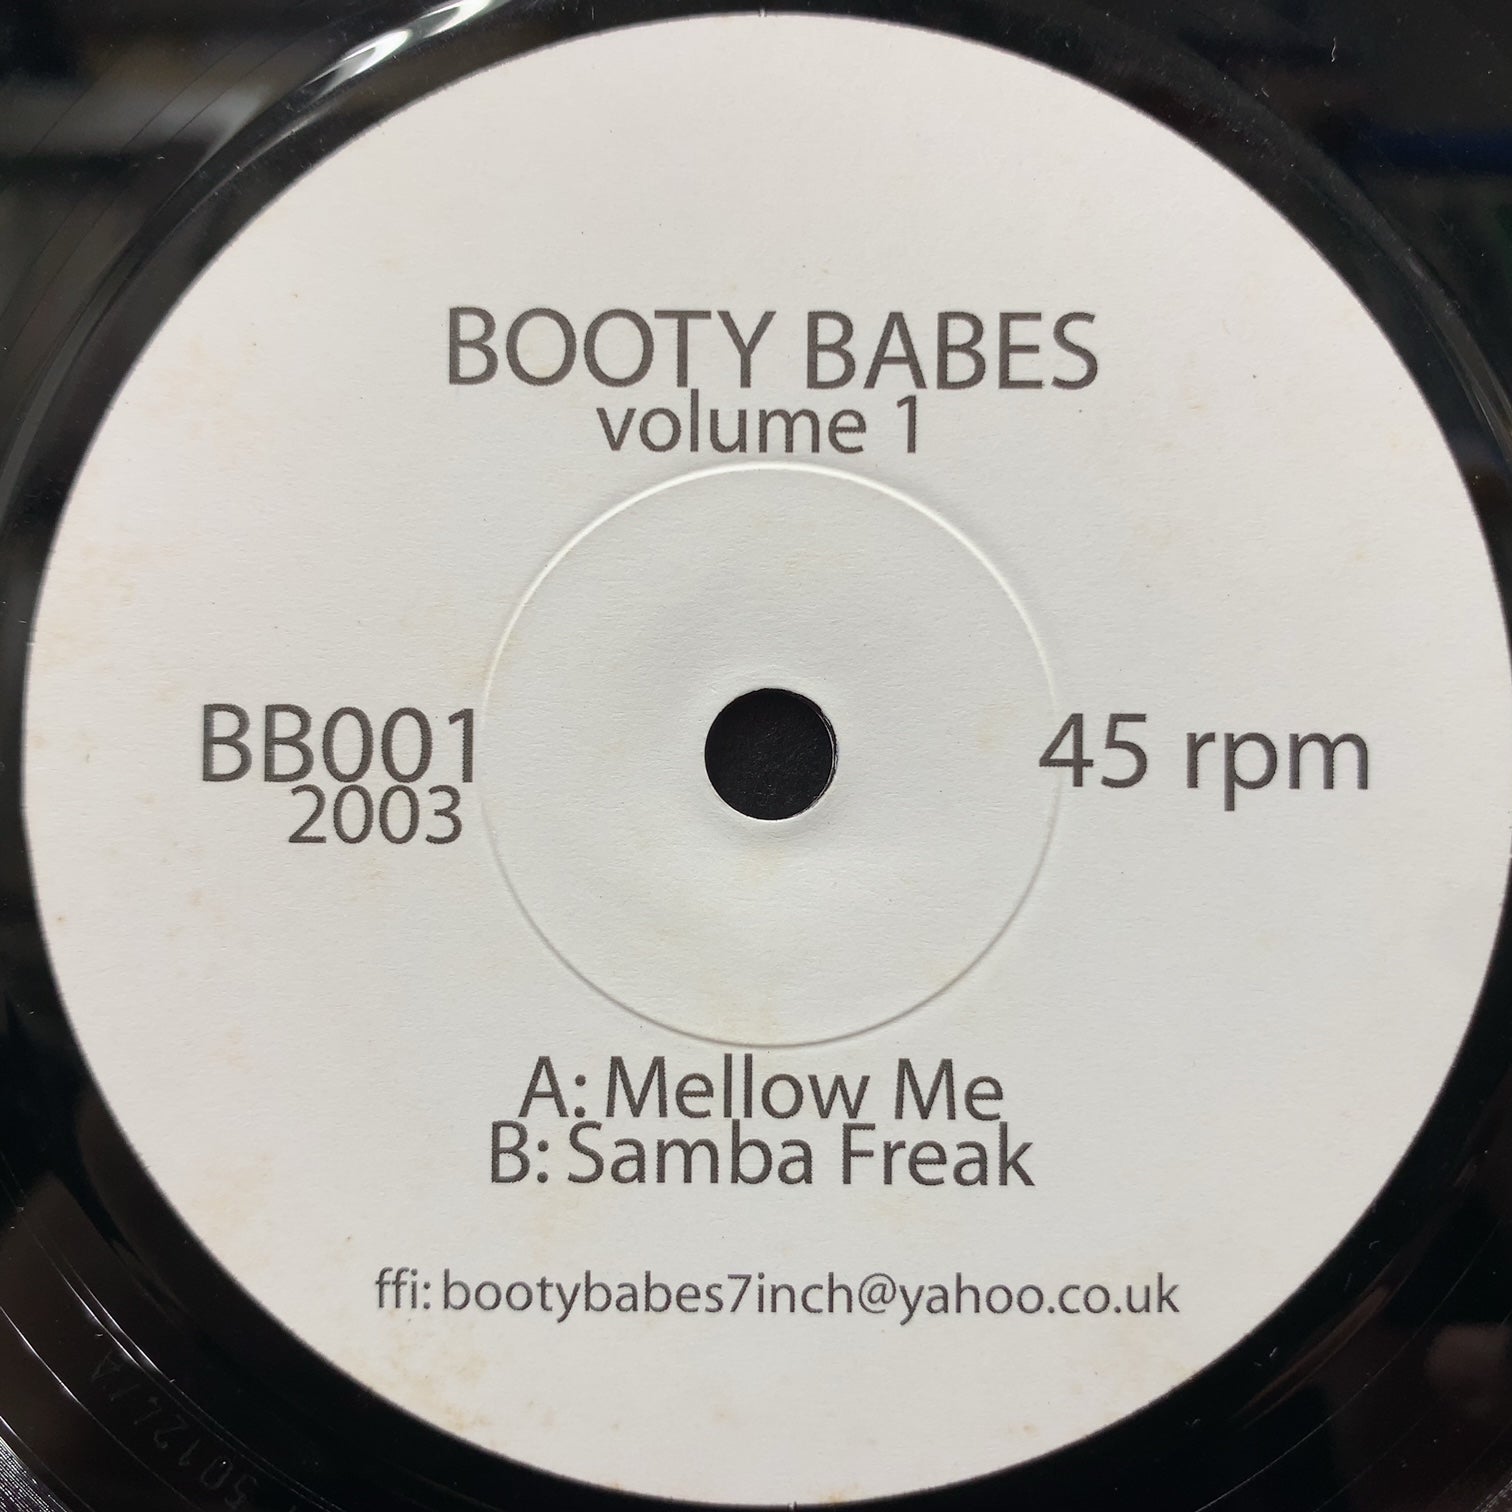 BOOTY BABES
volume 1
BB001
2003
45 rpm
A: Mellow Me
B: Samba Freak
ffi: bootybabes7inch@yahoo.co.uk